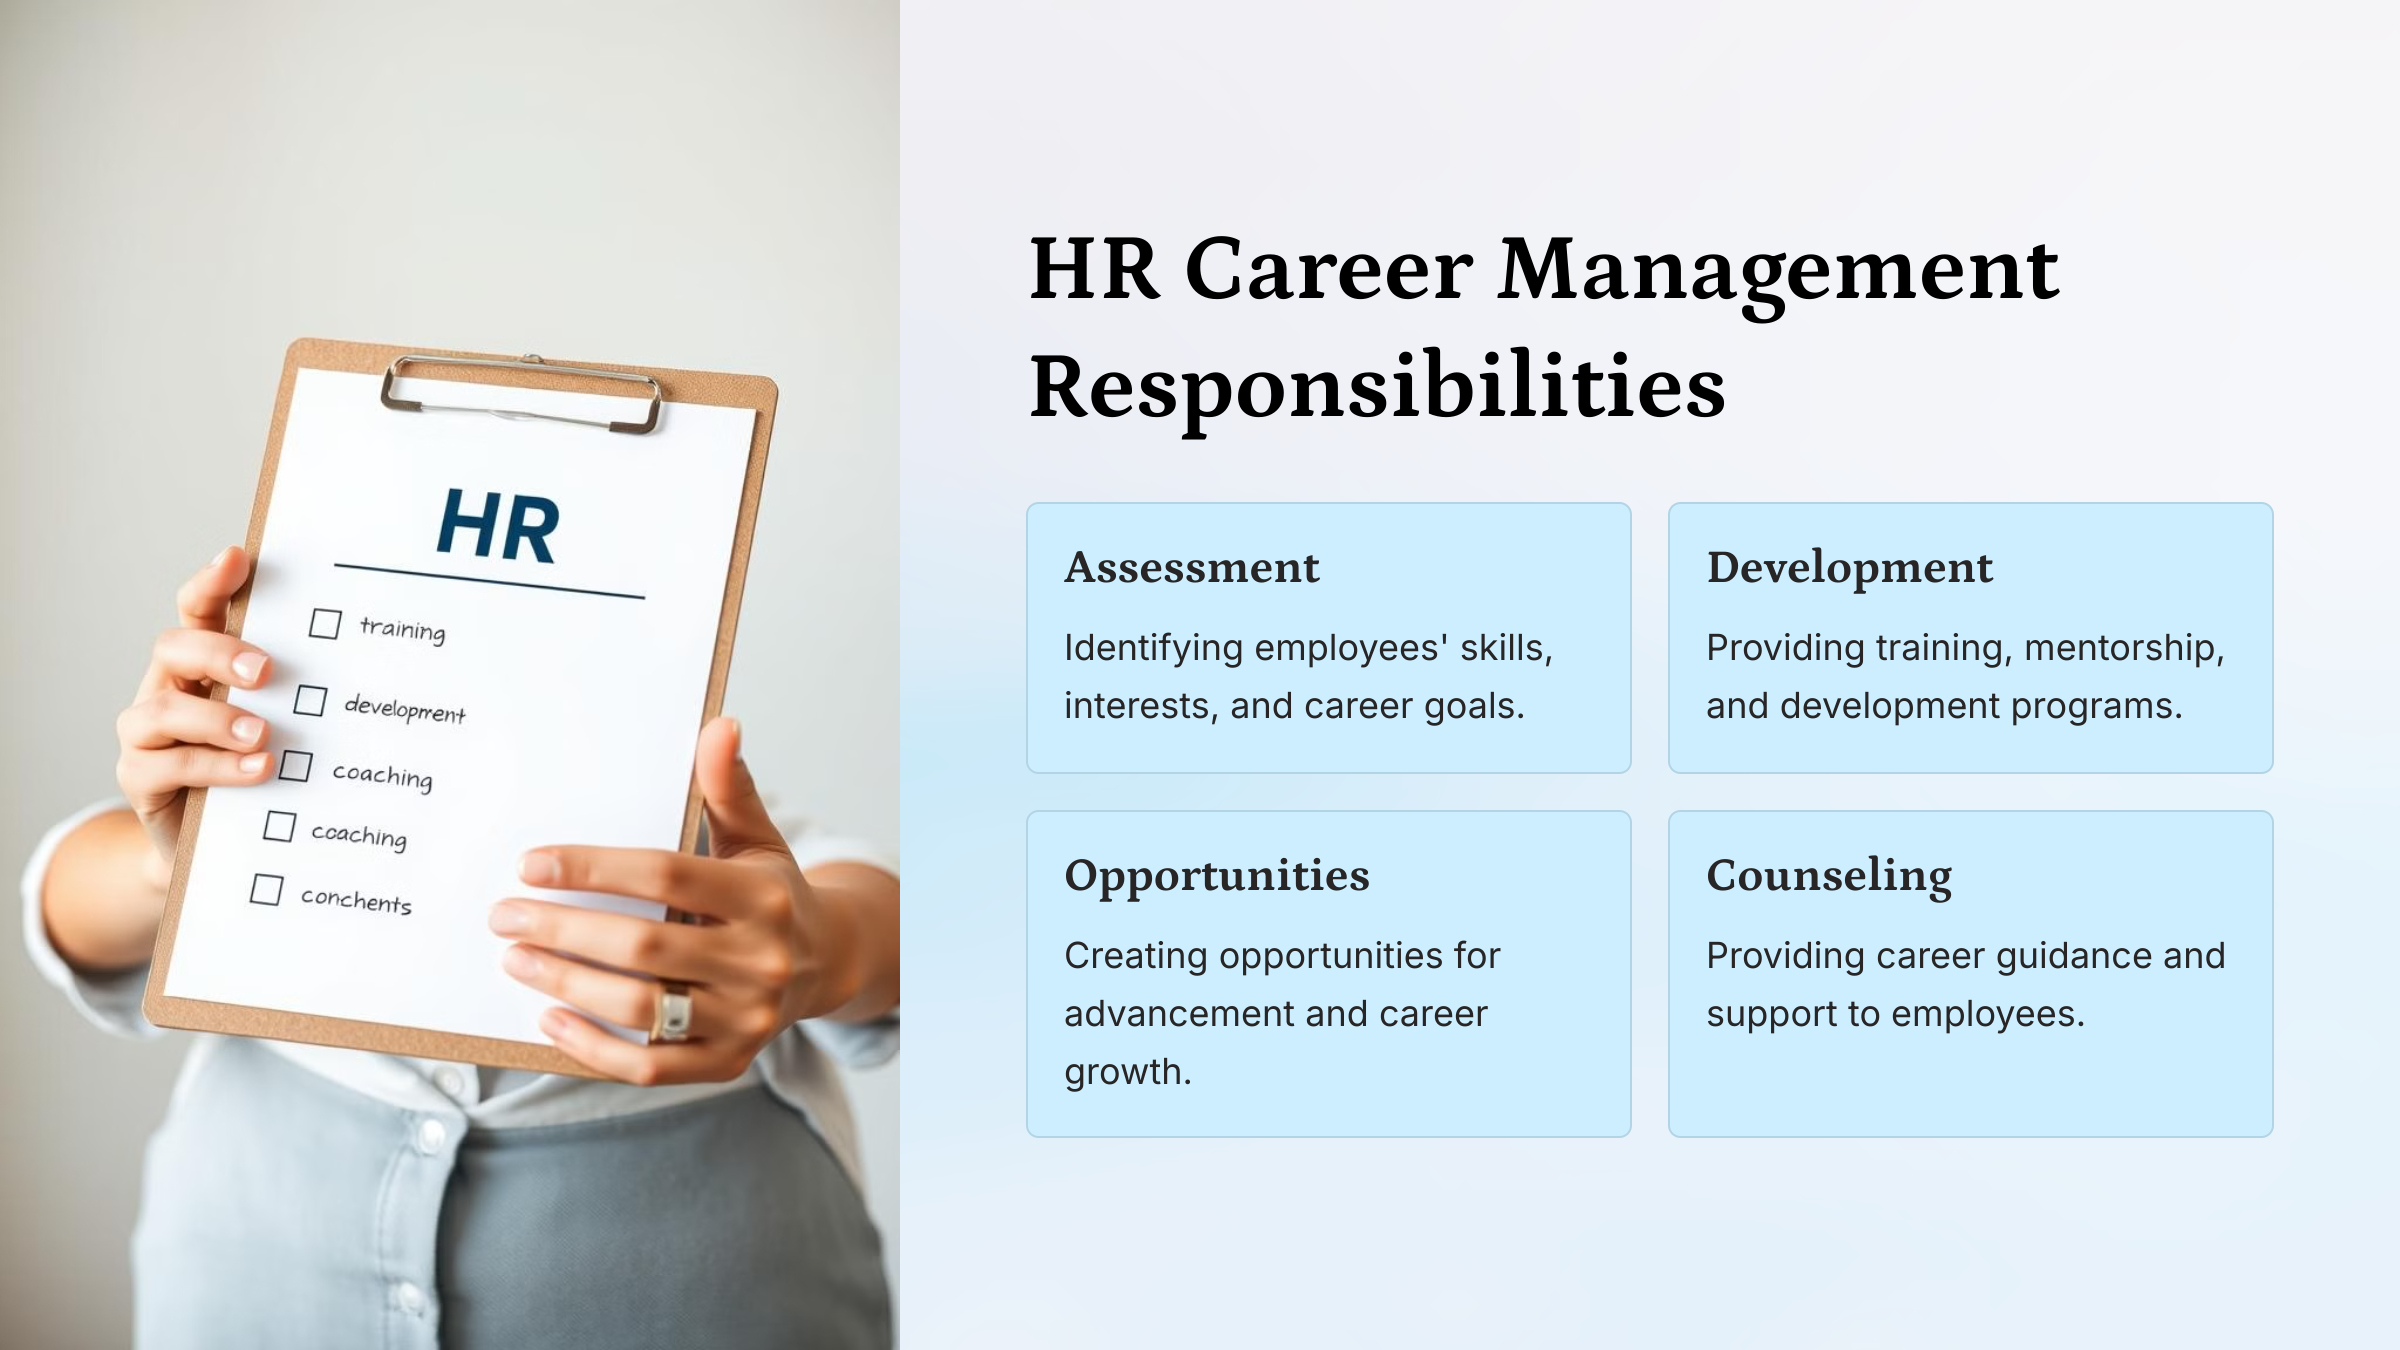 HR
training
development
coaching
coaching
conchents
HR Career Management
Responsibilities
Assessment
Identifying employees' skills,
interests, and career goals.
Development
Providing training, mentorship,
and development programs.
Opportunities
Creating opportunities for
advancement and career
growth.
Counseling
Providing career guidance and
support to employees.